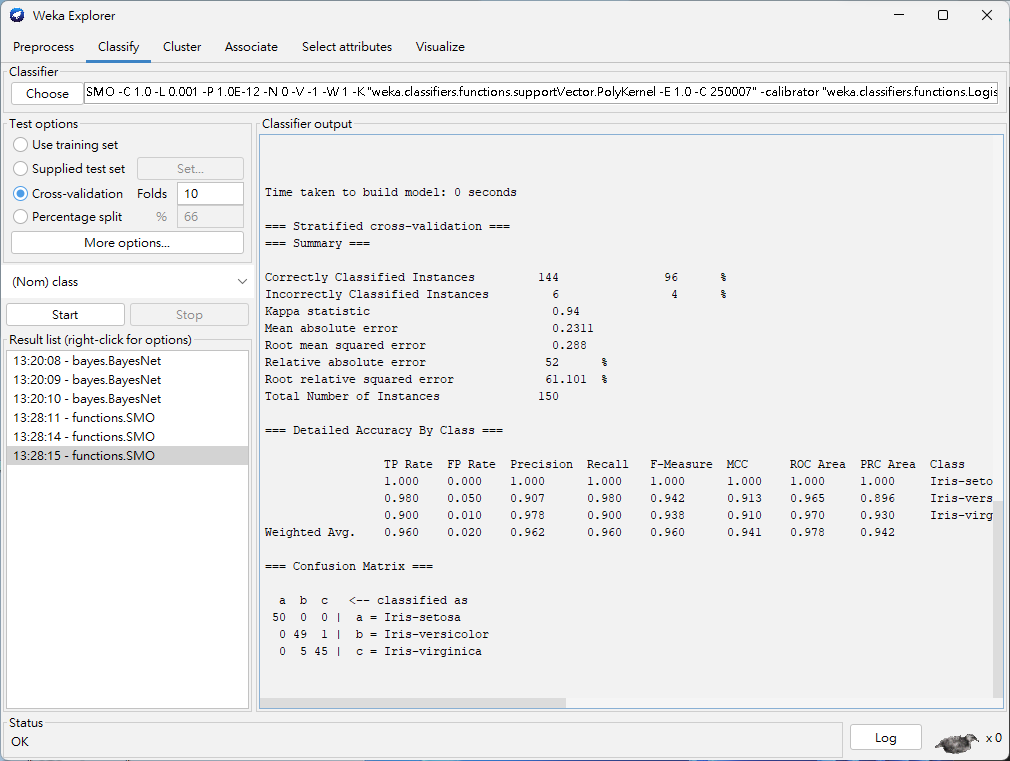 Weka Explorer
Preprocess Classify Cluster Associate Select attributes Visualize
Classifier
Choose SMO -C 1.0 -L 0.001 -P 1.0E-12 -N 0 -V -1 -W 1 -K "weka.classifiers.functions.supportVector.PolyKernel -E 1.0 -C 250007" -calibrator "weka.classifiers.functions.Logis
Test options
Use training set
Supplied test set Set...
Cross-validation Folds 10
Percentage split % 66
More options...
(Nom) class
Start Stop
Result list (right-click for options)
13:20:08 - bayes.BayesNet
13:20:09 - bayes.BayesNet
13:20:10 - bayes.BayesNet
13:28:11 - functions.SMO
13:28:14 - functions.SMO
13:28:15 - functions.SMO
Classifier output
Time taken to build model: 0 seconds
=== Stratified cross-validation ===
=== Summary ===
Correctly Classified Instances 144 96 %
Incorrectly Classified Instances 6 4 %
Kappa statistic 0.94
Mean absolute error 0.2311
Root mean squared error 0.288
Relative absolute error 52 %
Root relative squared error 61.101 %
Total Number of Instances 150
=== Detailed Accuracy By Class ===
TP Rate FP Rate Precision Recall F-Measure MCC ROC Area PRC Area Class
1.000 0.000 1.000 1.000 1.000 1.000 1.000 1.000 Iris-seto
0.980 0.050 0.907 0.980 0.942 0.913 0.965 0.896 Iris-vers
0.900 0.010 0.978 0.900 0.938 0.910 0.970 0.930 Iris-virg
Weighted Avg. 0.960 0.020 0.962 0.960 0.960 0.941 0.978 0.942
=== Confusion Matrix ===
a b c <-- classified as
50 0 0 | a = Iris-setosa
0 49 1 | b = Iris-versicolor
0 5 45 | c = Iris-virginica
Status
OK
Log x 0